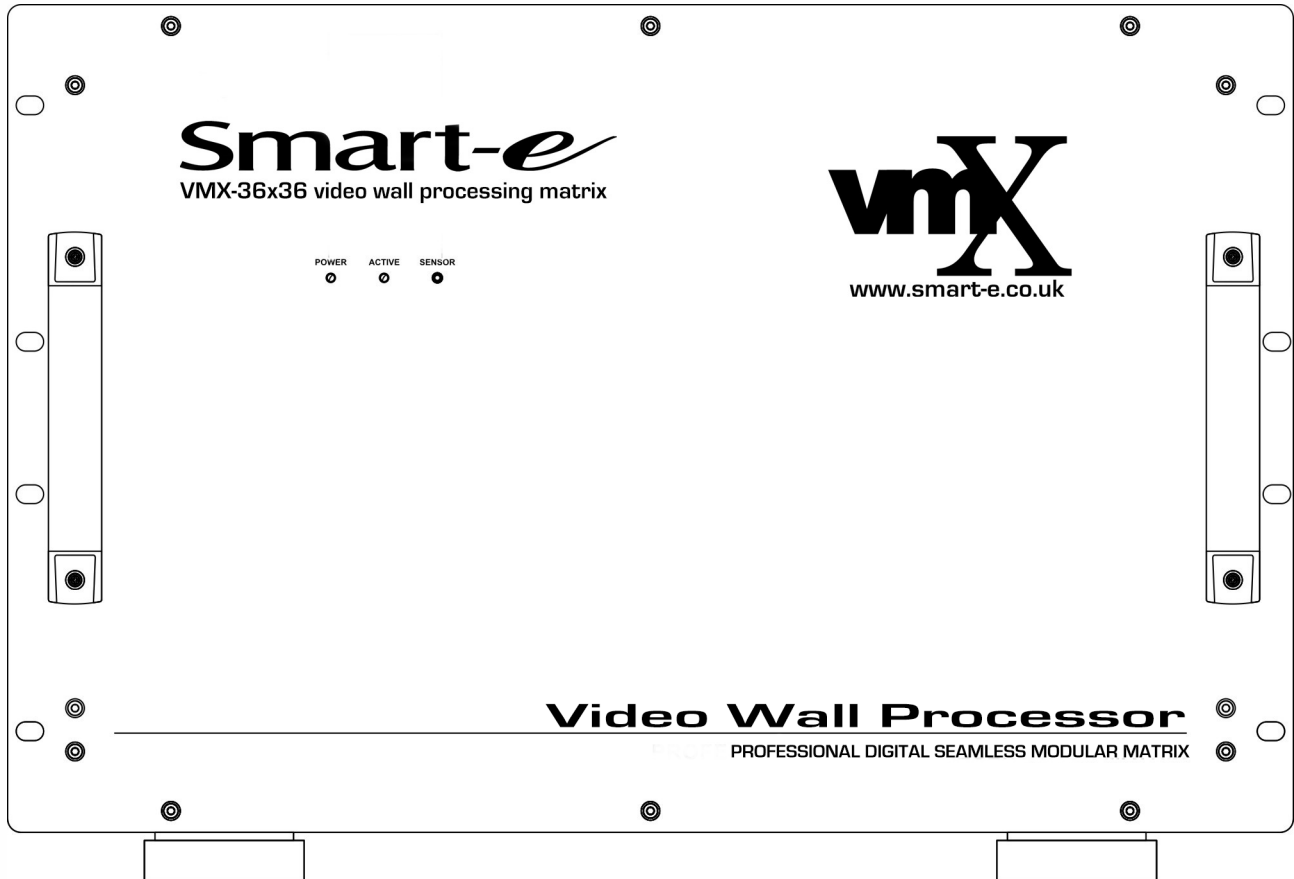 Smart-e
VMX-36x36 video wall processing matrix
vmX
www.smart-e.co.uk
POWER ACTIVE SENSOR
Video Wall Processor
PROFESSIONAL DIGITAL SEAMLESS MODULAR MATRIX